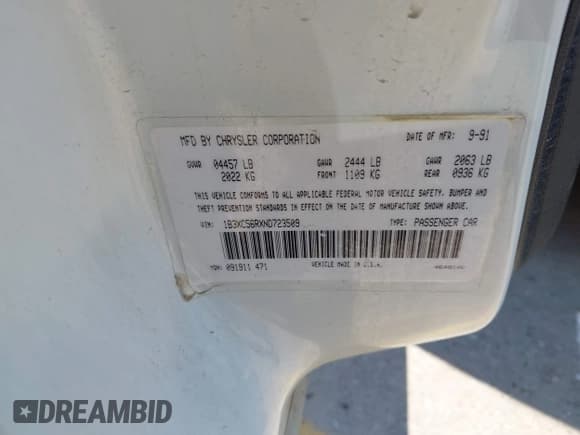 MFD BY CHRYSLER CORPORATION DATE OF MFR: 9-91
GVWR 04457 LB GAWR 2444 LB GAWR 2063 LB
2022 KG FRONT 1109 KG REAR 0936 KG
THIS VEHICLE CONFORMS TO ALL APPLICABLE FEDERAL MOTOR VEHICLE SAFETY, BUMPER AND
THEFT PREVENTION STANDARDS IN EFFECT ON THE DATE OF MANUFACTURE SHOWN ABOVE.
VIN: 1B3XC56RXND723509 TYPE: PASSENGER CAR
MDH: 091911 471 VEHICLE MADE IN U.S.A.
DREAMBID